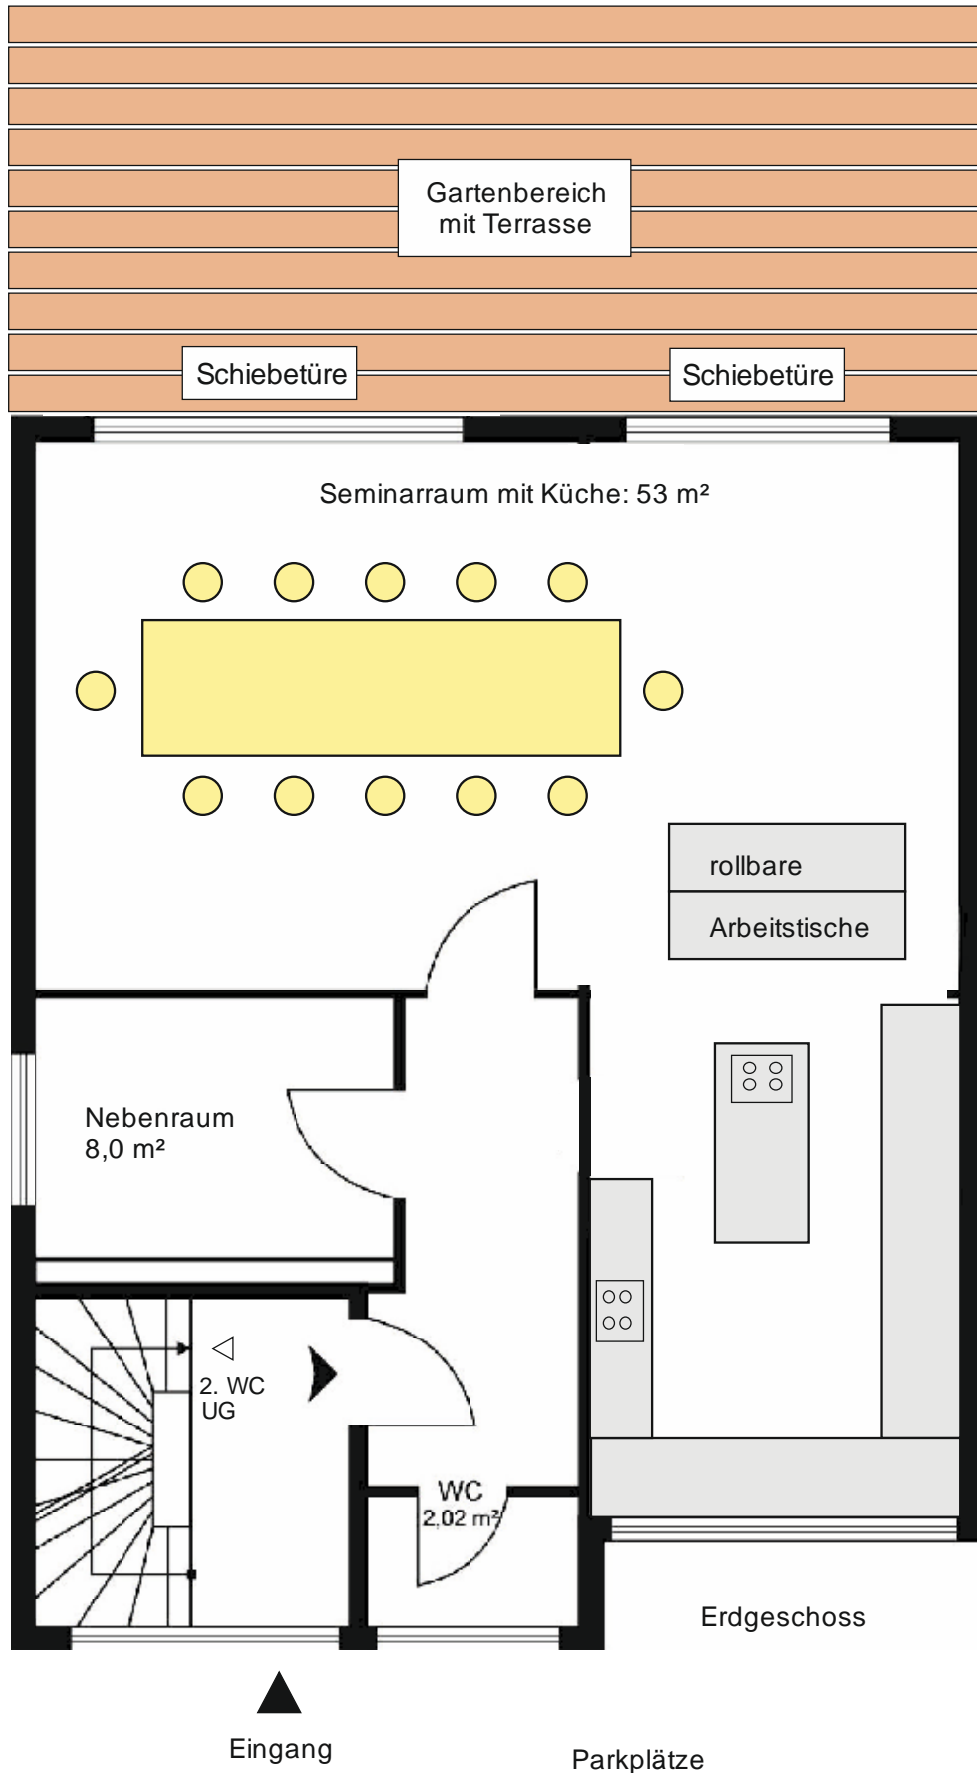 Gartenbereich
mit Terrasse
Schiebetüre
Schiebetüre
Seminarraum mit Küche: 53 m²
rollbare
Arbeitstische
Nebenraum
8,0 m²
2. WC
UG
WC
2,02 m²
Erdgeschoss
Eingang
Parkplätze